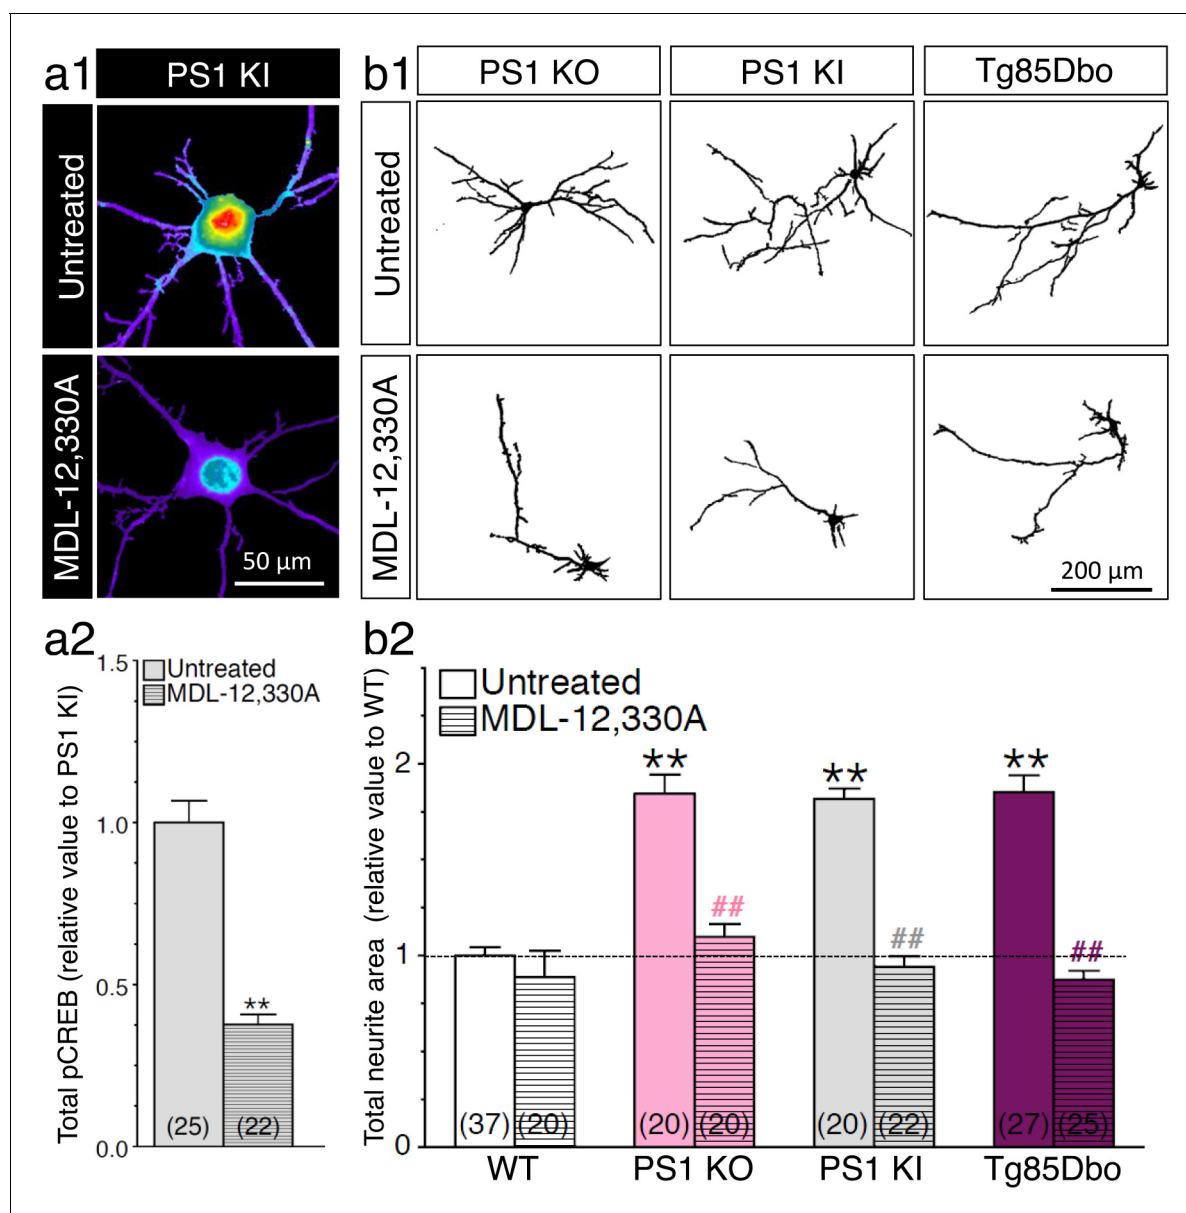 a1
PS1 KI
Untreated
MDL-12,330A
50 µm
b1
PS1 KO
PS1 KI
Tg85Dbo
Untreated
MDL-12,330A
200 µm
a2
Total pCREB (relative value to PS1 KI)
1.5
1.0
0.5
0.0
Untreated
MDL-12,330A
**
(25)
(22)
b2
Total neurite area (relative value to WT)
2
1
0
Untreated
MDL-12,330A
**
**
**
##
##
##
(37)
(20)
(20)
(20)
(20)
(22)
(27)
(25)
WT
PS1 KO
PS1 KI
Tg85Dbo